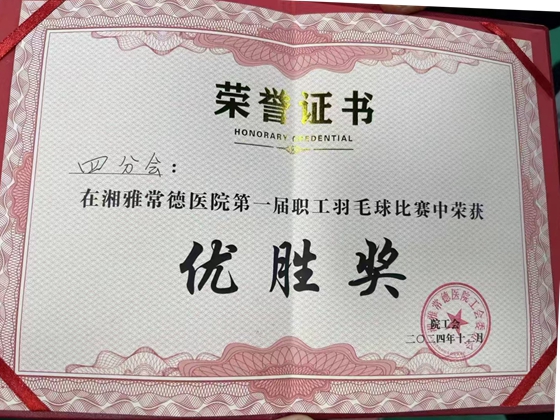 荣誉证书
HONORARY CREDENTIAL
四分会：
在湘雅常德医院第一届职工羽毛球比赛中荣获
优胜奖
院工会
二〇二四年十二月